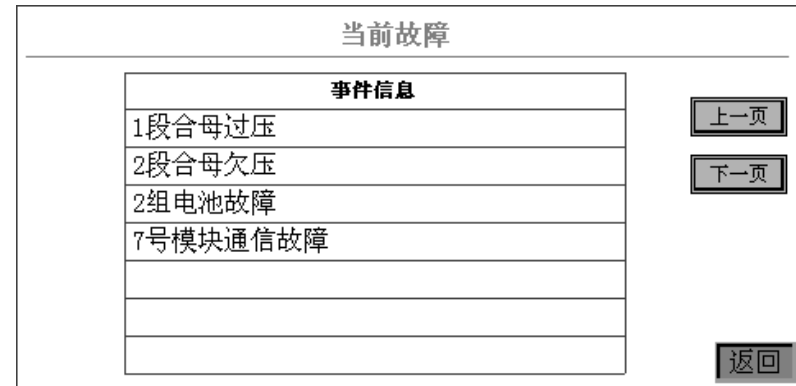 当前故障
事件信息
1段合母过压
2段合母欠压
2组电池故障
7号模块通信故障
上一页
下一页
返回